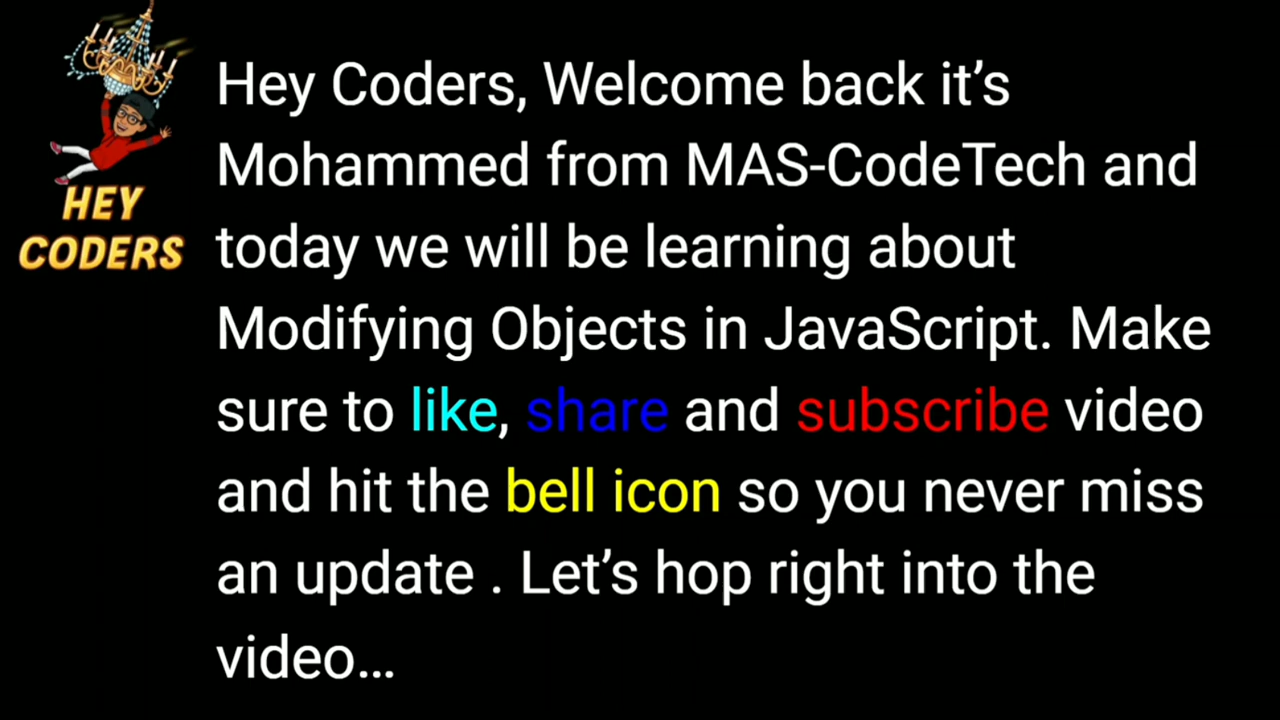 HEY
CODERS
Hey Coders, Welcome back it’s
Mohammed from MAS-CodeTech and
today we will be learning about
Modifying Objects in JavaScript. Make
sure to like, share and subscribe video
and hit the bell icon so you never miss
an update . Let’s hop right into the
video...